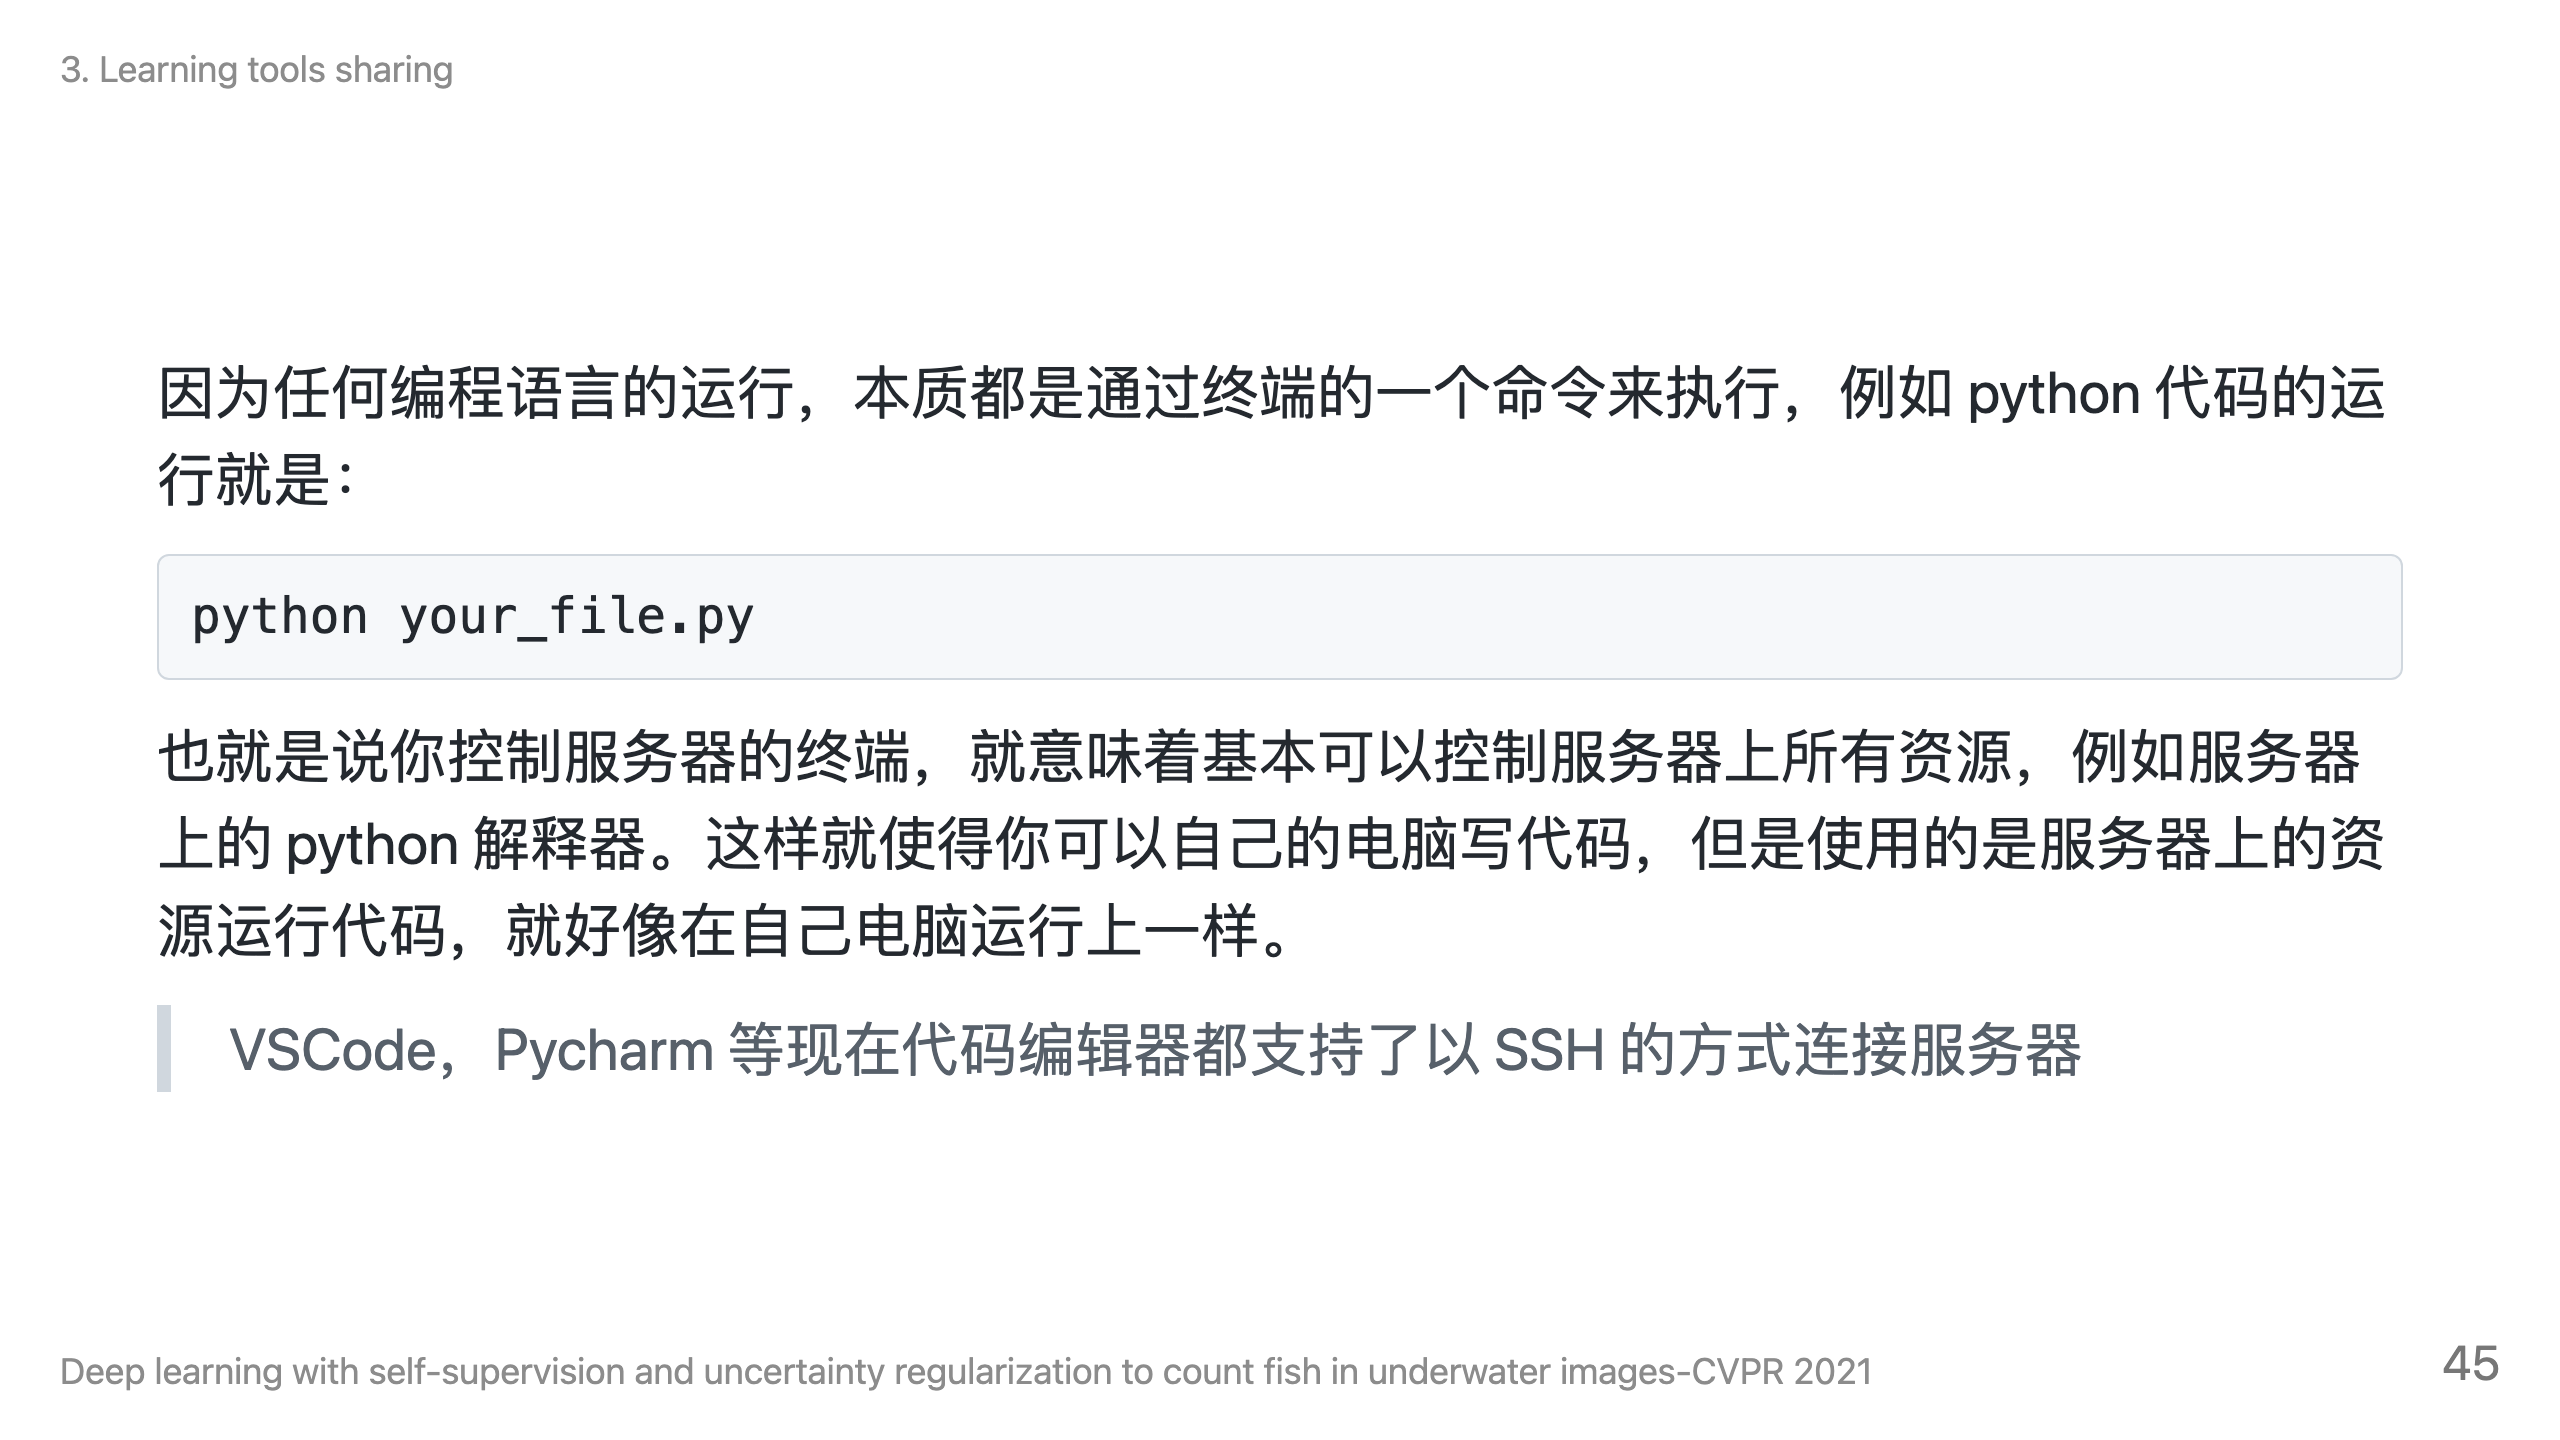 3. Learning tools sharing
因为任何编程语言的运行，本质都是通过终端的一个命令来执行，例如 python 代码的运
行就是：
python your_file.py
也就是说你控制服务器的终端，就意味着基本可以控制服务器上所有资源，例如服务器
上的 python 解释器。这样就使得你可以自己的电脑写代码，但是使用的是服务器上的资
源运行代码，就好像在自己电脑运行上一样。
VSCode，Pycharm 等现在代码编辑器都支持了以 SSH 的方式连接服务器
Deep learning with self-supervision and uncertainty regularization to count fish in underwater images-CVPR 2021
45